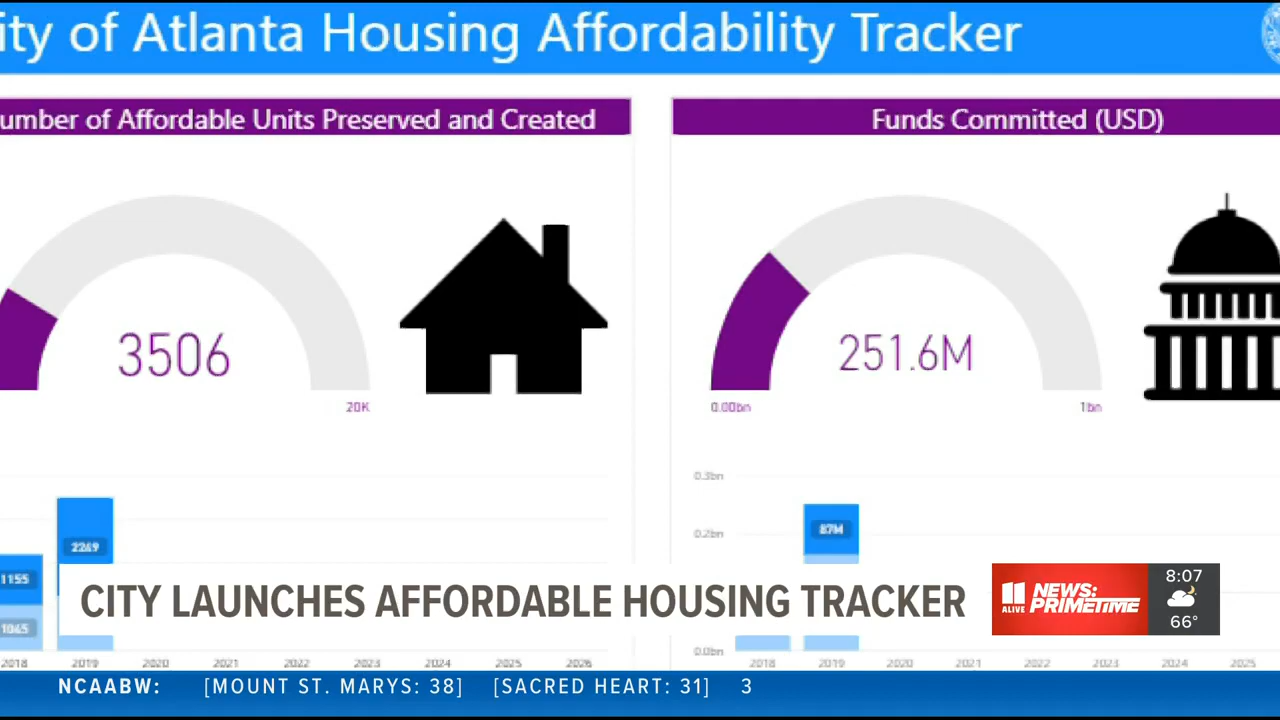 ity of Atlanta Housing Affordability Tracker
umber of Affordable Units Preserved and Created
Funds Committed (USD)
3506
20K
251.6M
0.00bn
1bn
2269
1155
1065
0.3bn
87M
0.2bn
0.0bn
2018 2019 2020 2021 2022 2023 2024 2025 2026
2018 2019 2020 2021 2022 2023 2024 2025
CITY LAUNCHES AFFORDABLE HOUSING TRACKER
11 ALIVE NEWS: PRIMETIME
8:07
66°
NCAABW: [MOUNT ST. MARYS: 38] [SACRED HEART: 31] 3